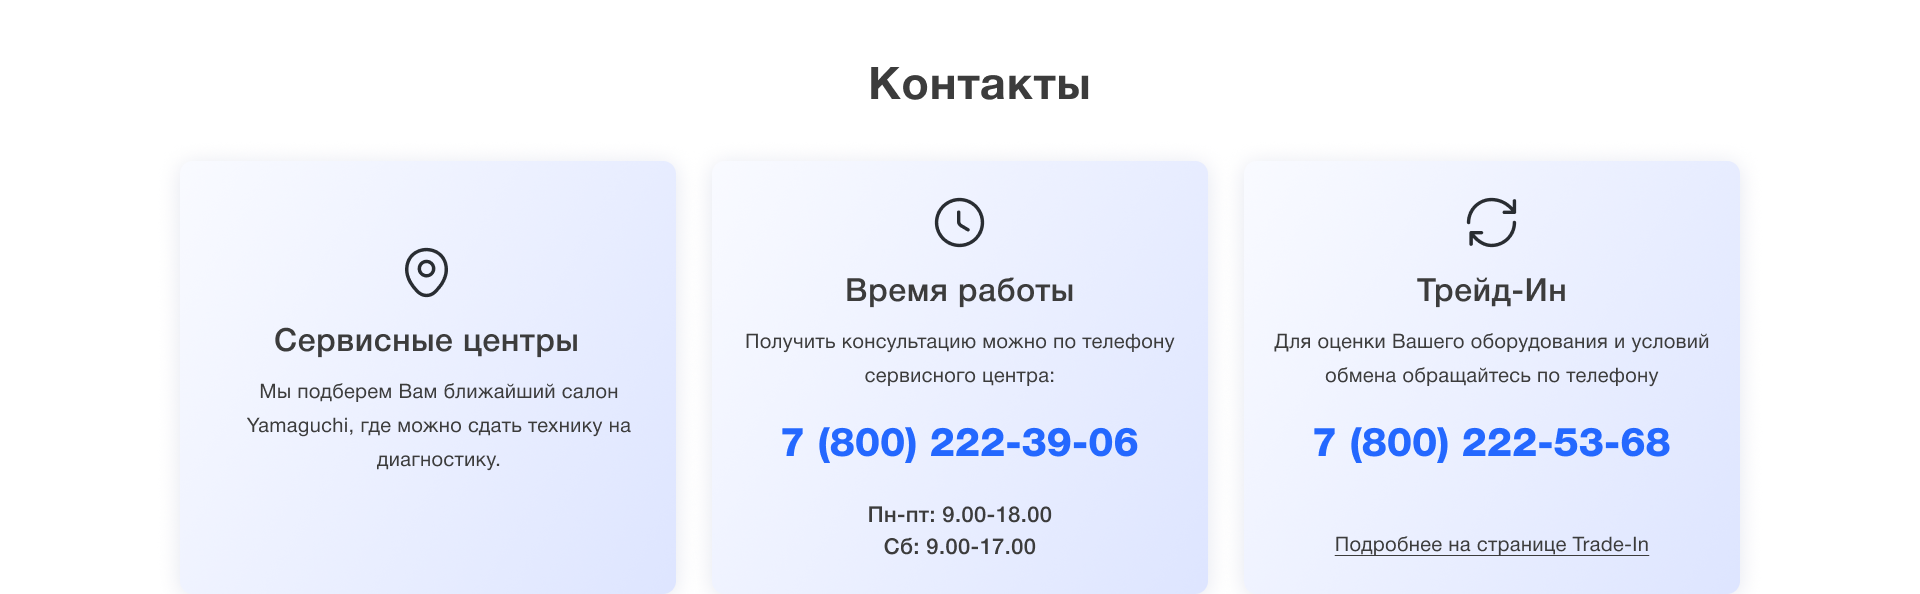 Контакты
Сервисные центры
Мы подберем Вам ближайший салон
Yamaguchi, где можно сдать технику на
диагностику.
Время работы
Получить консультацию можно по телефону
сервисного центра:
7 (800) 222-39-06
Пн-пт: 9.00-18.00
Сб: 9.00-17.00
Трейд-Ин
Для оценки Вашего оборудования и условий
обмена обращайтесь по телефону
7 (800) 222-53-68
Подробнее на странице Trade-In